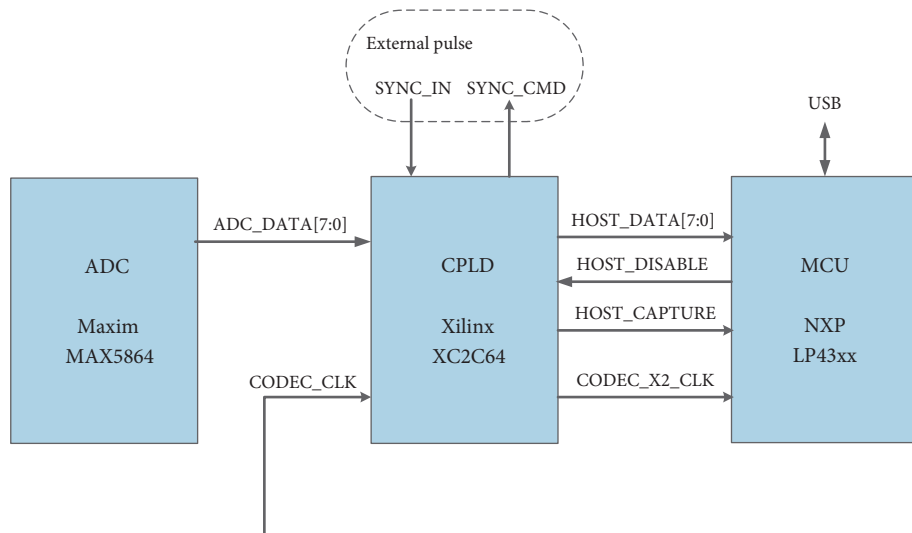 External pulse
SYNC_IN SYNC_CMD
USB
ADC_DATA[7:0]
HOST_DATA[7:0]
ADC
CPLD
HOST_DISABLE
MCU
Maxim
MAX5864
Xilinx
XC2C64
HOST_CAPTURE
NXP
LP43xx
CODEC_CLK
CODEC_X2_CLK